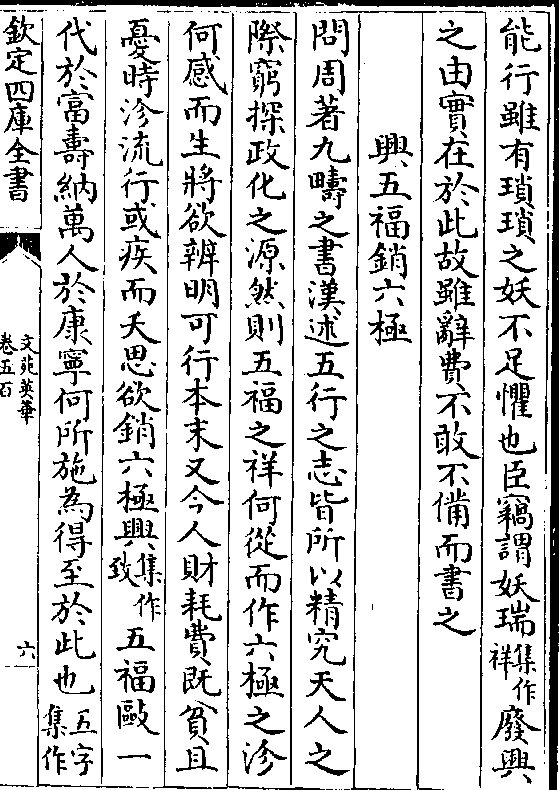 能行雖有瑣瑣之妖不足懼也臣竊謂妖瑞集作祥廢興
之由實在於此故雖辭費不敢不備而書之
興五福銷六極
問周著九疇之書漢述五行之志皆所以精究天人之
際窮探政化之源然則五福之祥何從而作六極之沴
何感而生將欲辨明可行本末又今人財耗費既貧且
憂時沴流行或疾而夭思欲銷六極興集作致五福敺一
代於富壽納萬人於康寧何所施為得至於此也五字集作
欽定四庫全書
文苑英華
卷五百
六